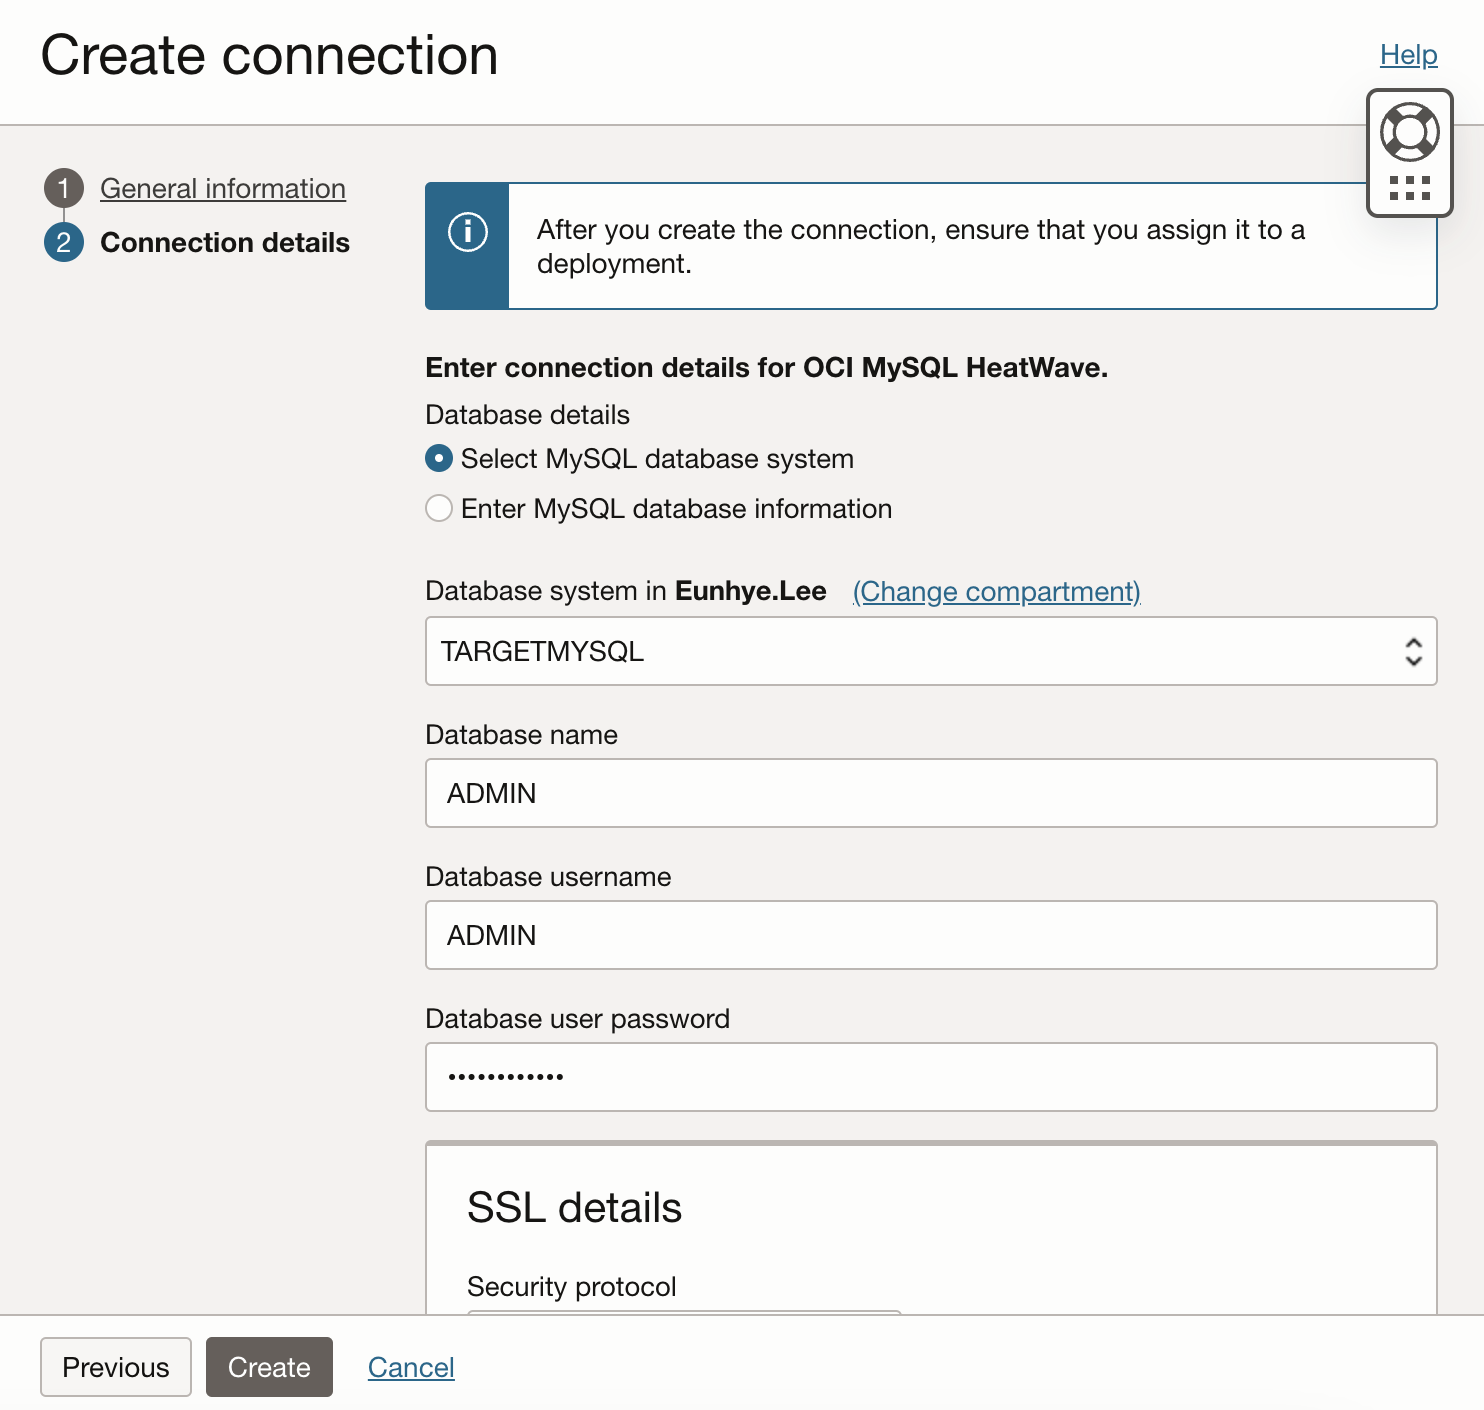 Create connection
Help
1 General information
2 Connection details
After you create the connection, ensure that you assign it to a
deployment.
Enter connection details for OCI MySQL HeatWave.
Database details
Select MySQL database system
Enter MySQL database information
Database system in Eunhye.Lee (Change compartment)
TARGETMYSQL
Database name
ADMIN
Database username
ADMIN
Database user password
••••••••••••
SSL details
Security protocol
Previous Create Cancel